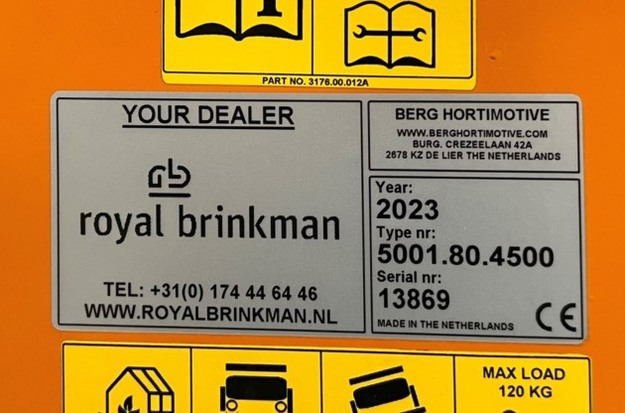 PART NO. 3176.00.012A
YOUR DEALER
rb
royal brinkman
TEL: +31(0) 174 44 64 46
WWW.ROYALBRINKMAN.NL
BERG HORTIMOTIVE
WWW.BERGHORTIMOTIVE.COM
BURG. CREZEELAAN 42A
2678 KZ DE LIER THE NETHERLANDS
Year:
2023
Type nr:
5001.80.4500
Serial nr:
13869
MADE IN THE NETHERLANDS
CE
MAX LOAD
120 KG